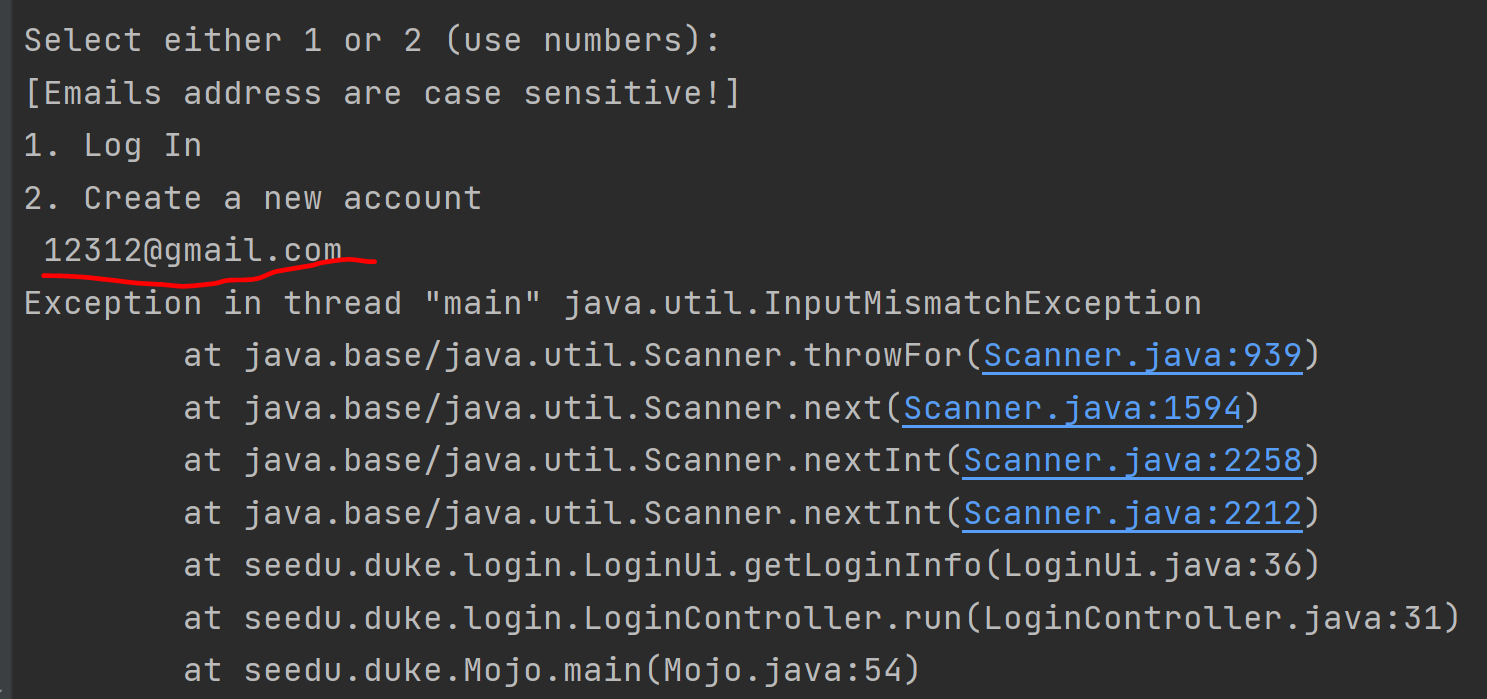 Select either 1 or 2 (use numbers):
[Emails address are case sensitive!]
1. Log In
2. Create a new account
12312@gmail.com
Exception in thread "main" java.util.InputMismatchException
at java.base/java.util.Scanner.throwFor(Scanner.java:939)
at java.base/java.util.Scanner.next(Scanner.java:1594)
at java.base/java.util.Scanner.nextInt(Scanner.java:2258)
at java.base/java.util.Scanner.nextInt(Scanner.java:2212)
at seedu.duke.login.LoginUi.getLoginInfo(LoginUi.java:36)
at seedu.duke.login.LoginController.run(LoginController.java:31)
at seedu.duke.Mojo.main(Mojo.java:54)